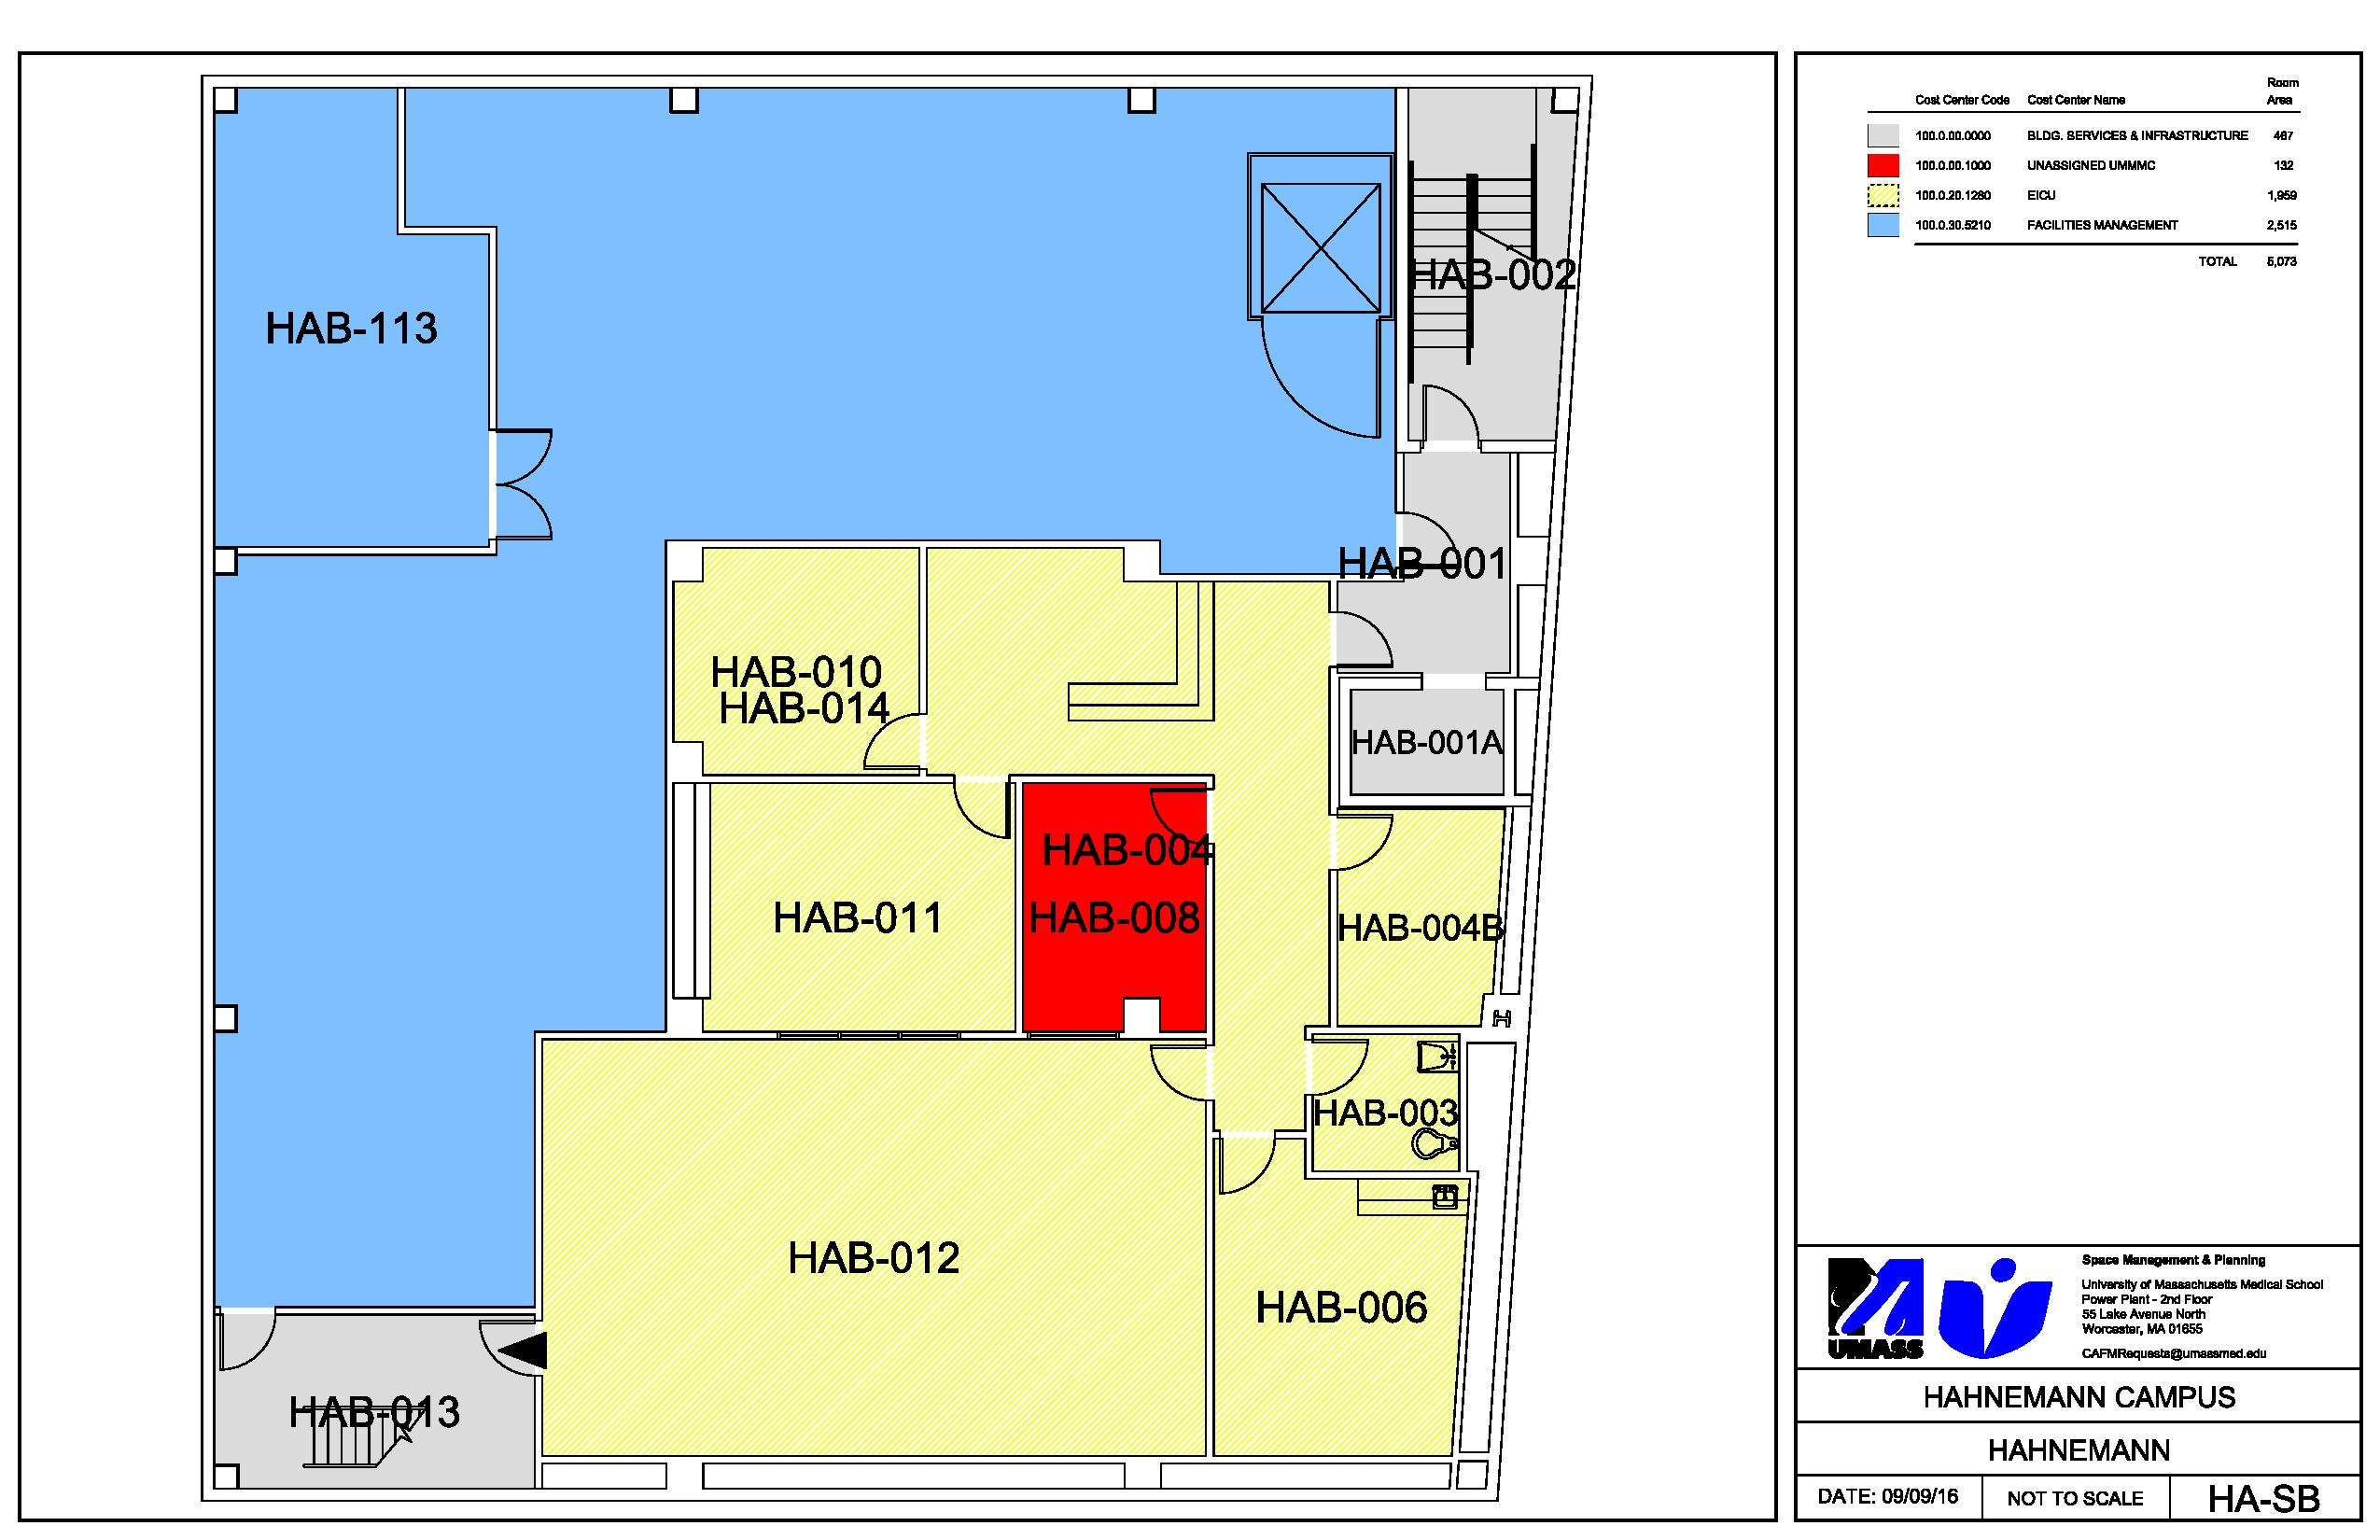 HAB-002
HAB-113
HAB-001
HAB-010
HAB-014
HAB-001A
HAB-004
HAB-011
HAB-008
HAB-004B
HAB-003
HAB-012
HAB-006
HAB-013
Room
Cost Center Code Cost Center Name Area
100.0.00.0000 BLDG. SERVICES & INFRASTRUCTURE 467
100.0.00.1000 UNASSIGNED UMMMC 132
100.0.20.1280 EICU 1,959
100.0.30.5210 FACILITIES MANAGEMENT 2,515
TOTAL 5,073
UMASS
Space Management & Planning
University of Massachusetts Medical School
Power Plant - 2nd Floor
55 Lake Avenue North
Worcester, MA 01655
CAFMRequests@umassmed.edu
HAHNEMANN CAMPUS
HAHNEMANN
DATE: 09/09/16 NOT TO SCALE HA-SB